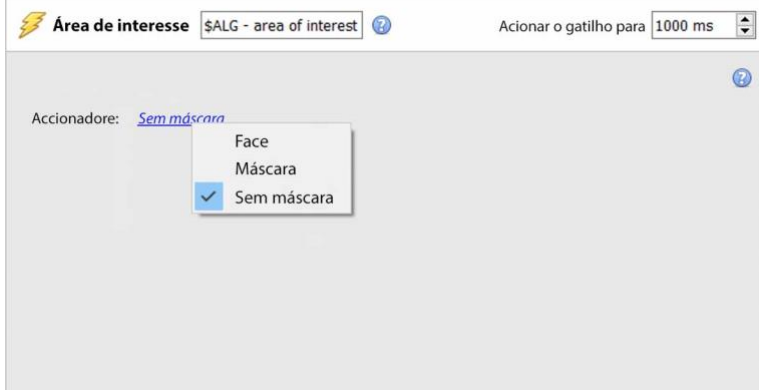 Área de interesse $ALG - area of interest Acionar o gatilho para 1000 ms
Accionadore: Sem máscara
Face
Máscara
Sem máscara